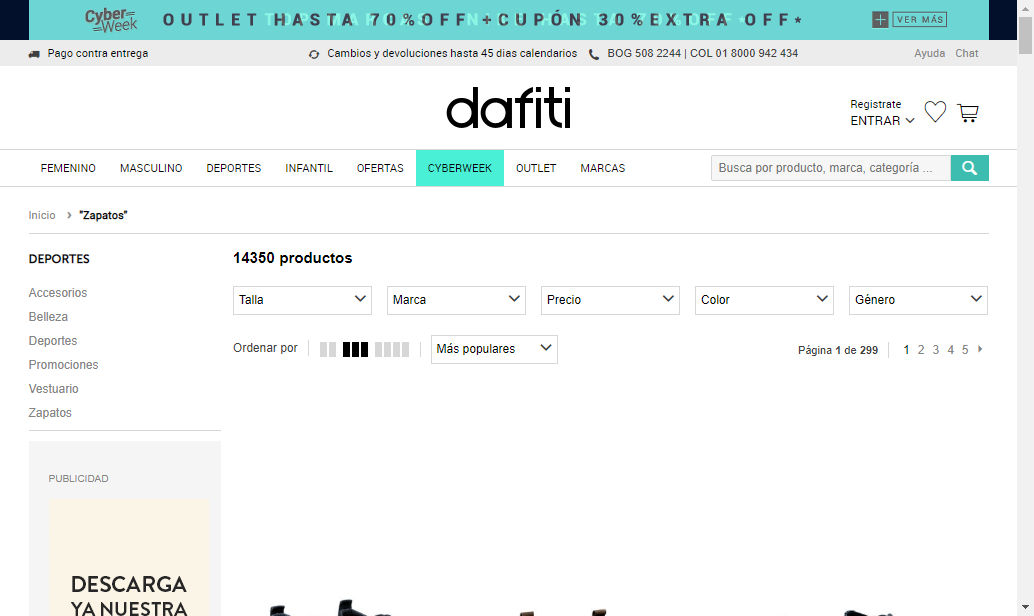 Cyber Week
OUTLET HASTA 70%OFF+CUPÓN 30%EXTRA OFF*
VER MÁS
Pago contra entrega
Cambios y devoluciones hasta 45 dias calendarios
BOG 508 2244 | COL 01 8000 942 434
Ayuda
Chat
dafiti
Registrate
ENTRAR
FEMENINO
MASCULINO
DEPORTES
INFANTIL
OFERTAS
CYBERWEEK
OUTLET
MARCAS
Busca por producto, marca, categoría ...
Inicio > "Zapatos"
DEPORTES
Accesorios
Belleza
Deportes
Promociones
Vestuario
Zapatos
PUBLICIDAD
DESCARGA
YA NUESTRA
14350 productos
Talla
Marca
Precio
Color
Género
Ordenar por
Más populares
Página 1 de 299
1 2 3 4 5